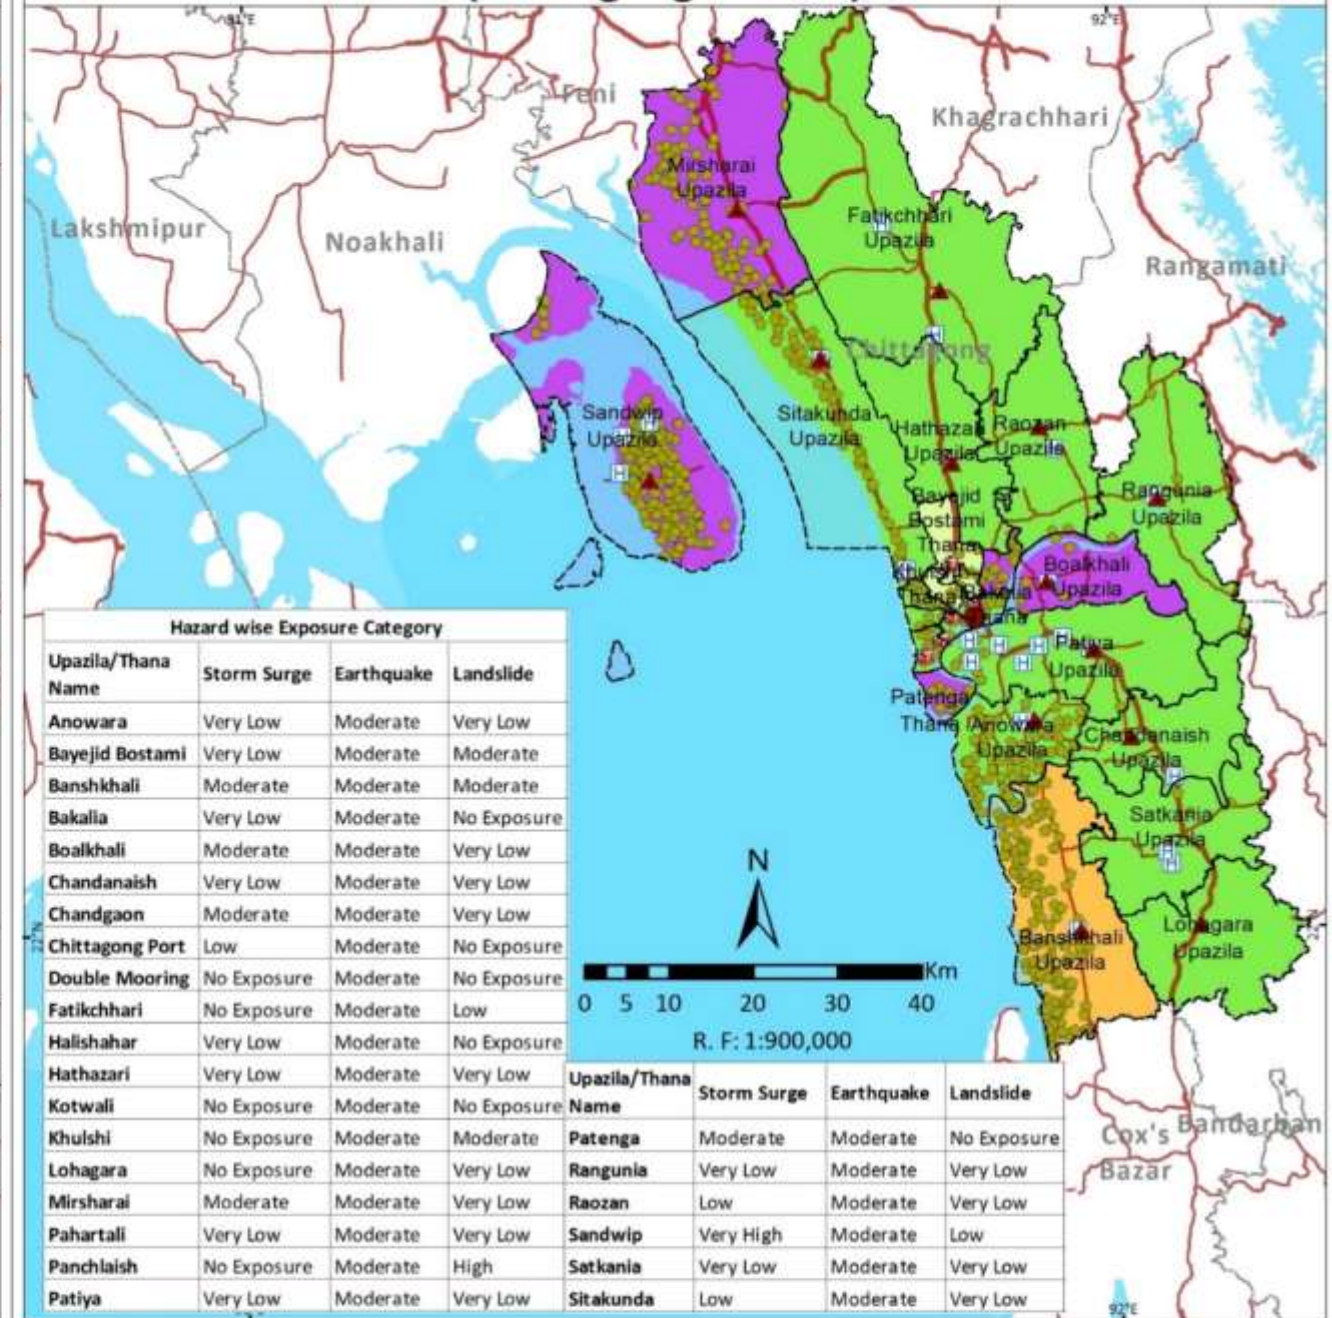 91°E
92°E
Feni
Khagrachhari
Lakshmipur
Noakhali
Mirsharai
Upazila
Fatikchhari
Upazila
Rangamati
Chittagong
Sandwip
Upazila
Sitakunda
Upazila
Hathazari
Upazila
Raozan
Upazila
Rangunia
Upazila
Bayejid
Bostami
Thana
Boalkhali
Upazila
Khulshi
Thana
Bakalia
Thana
Patiya
Upazila
Patenga
Thana
Anowara
Upazila
Chandanaish
Upazila
Satkania
Upazila
Banshkhali
Upazila
Lohagara
Upazila
22°N
22°N
N
Km
0 5 10 20 30 40
R. F: 1:900,000
Cox's
Bazar
Bandarban
92°E
Hazard wise Exposure Category
Upazila/Thana Name Storm Surge Earthquake Landslide
Anowara Very Low Moderate Very Low
Bayejid Bostami Very Low Moderate Moderate
Banshkhali Moderate Moderate Moderate
Bakalia Very Low Moderate No Exposure
Boalkhali Moderate Moderate Very Low
Chandanaish Very Low Moderate Very Low
Chandgaon Moderate Moderate Very Low
Chittagong Port Low Moderate No Exposure
Double Mooring No Exposure Moderate No Exposure
Fatikchhari No Exposure Moderate Low
Halishahar Very Low Moderate No Exposure
Hathazari Very Low Moderate Very Low
Kotwali No Exposure Moderate No Exposure
Khulshi No Exposure Moderate Moderate
Lohagara No Exposure Moderate Very Low
Mirsharai Moderate Moderate Very Low
Pahartali Very Low Moderate Very Low
Panchlaish No Exposure Moderate High
Patiya Very Low Moderate Very Low
Upazila/Thana Name Storm Surge Earthquake Landslide
Patenga Moderate Moderate No Exposure
Rangunia Very Low Moderate Very Low
Raozan Low Moderate Very Low
Sandwip Very High Moderate Low
Satkania Very Low Moderate Very Low
Sitakunda Low Moderate Very Low